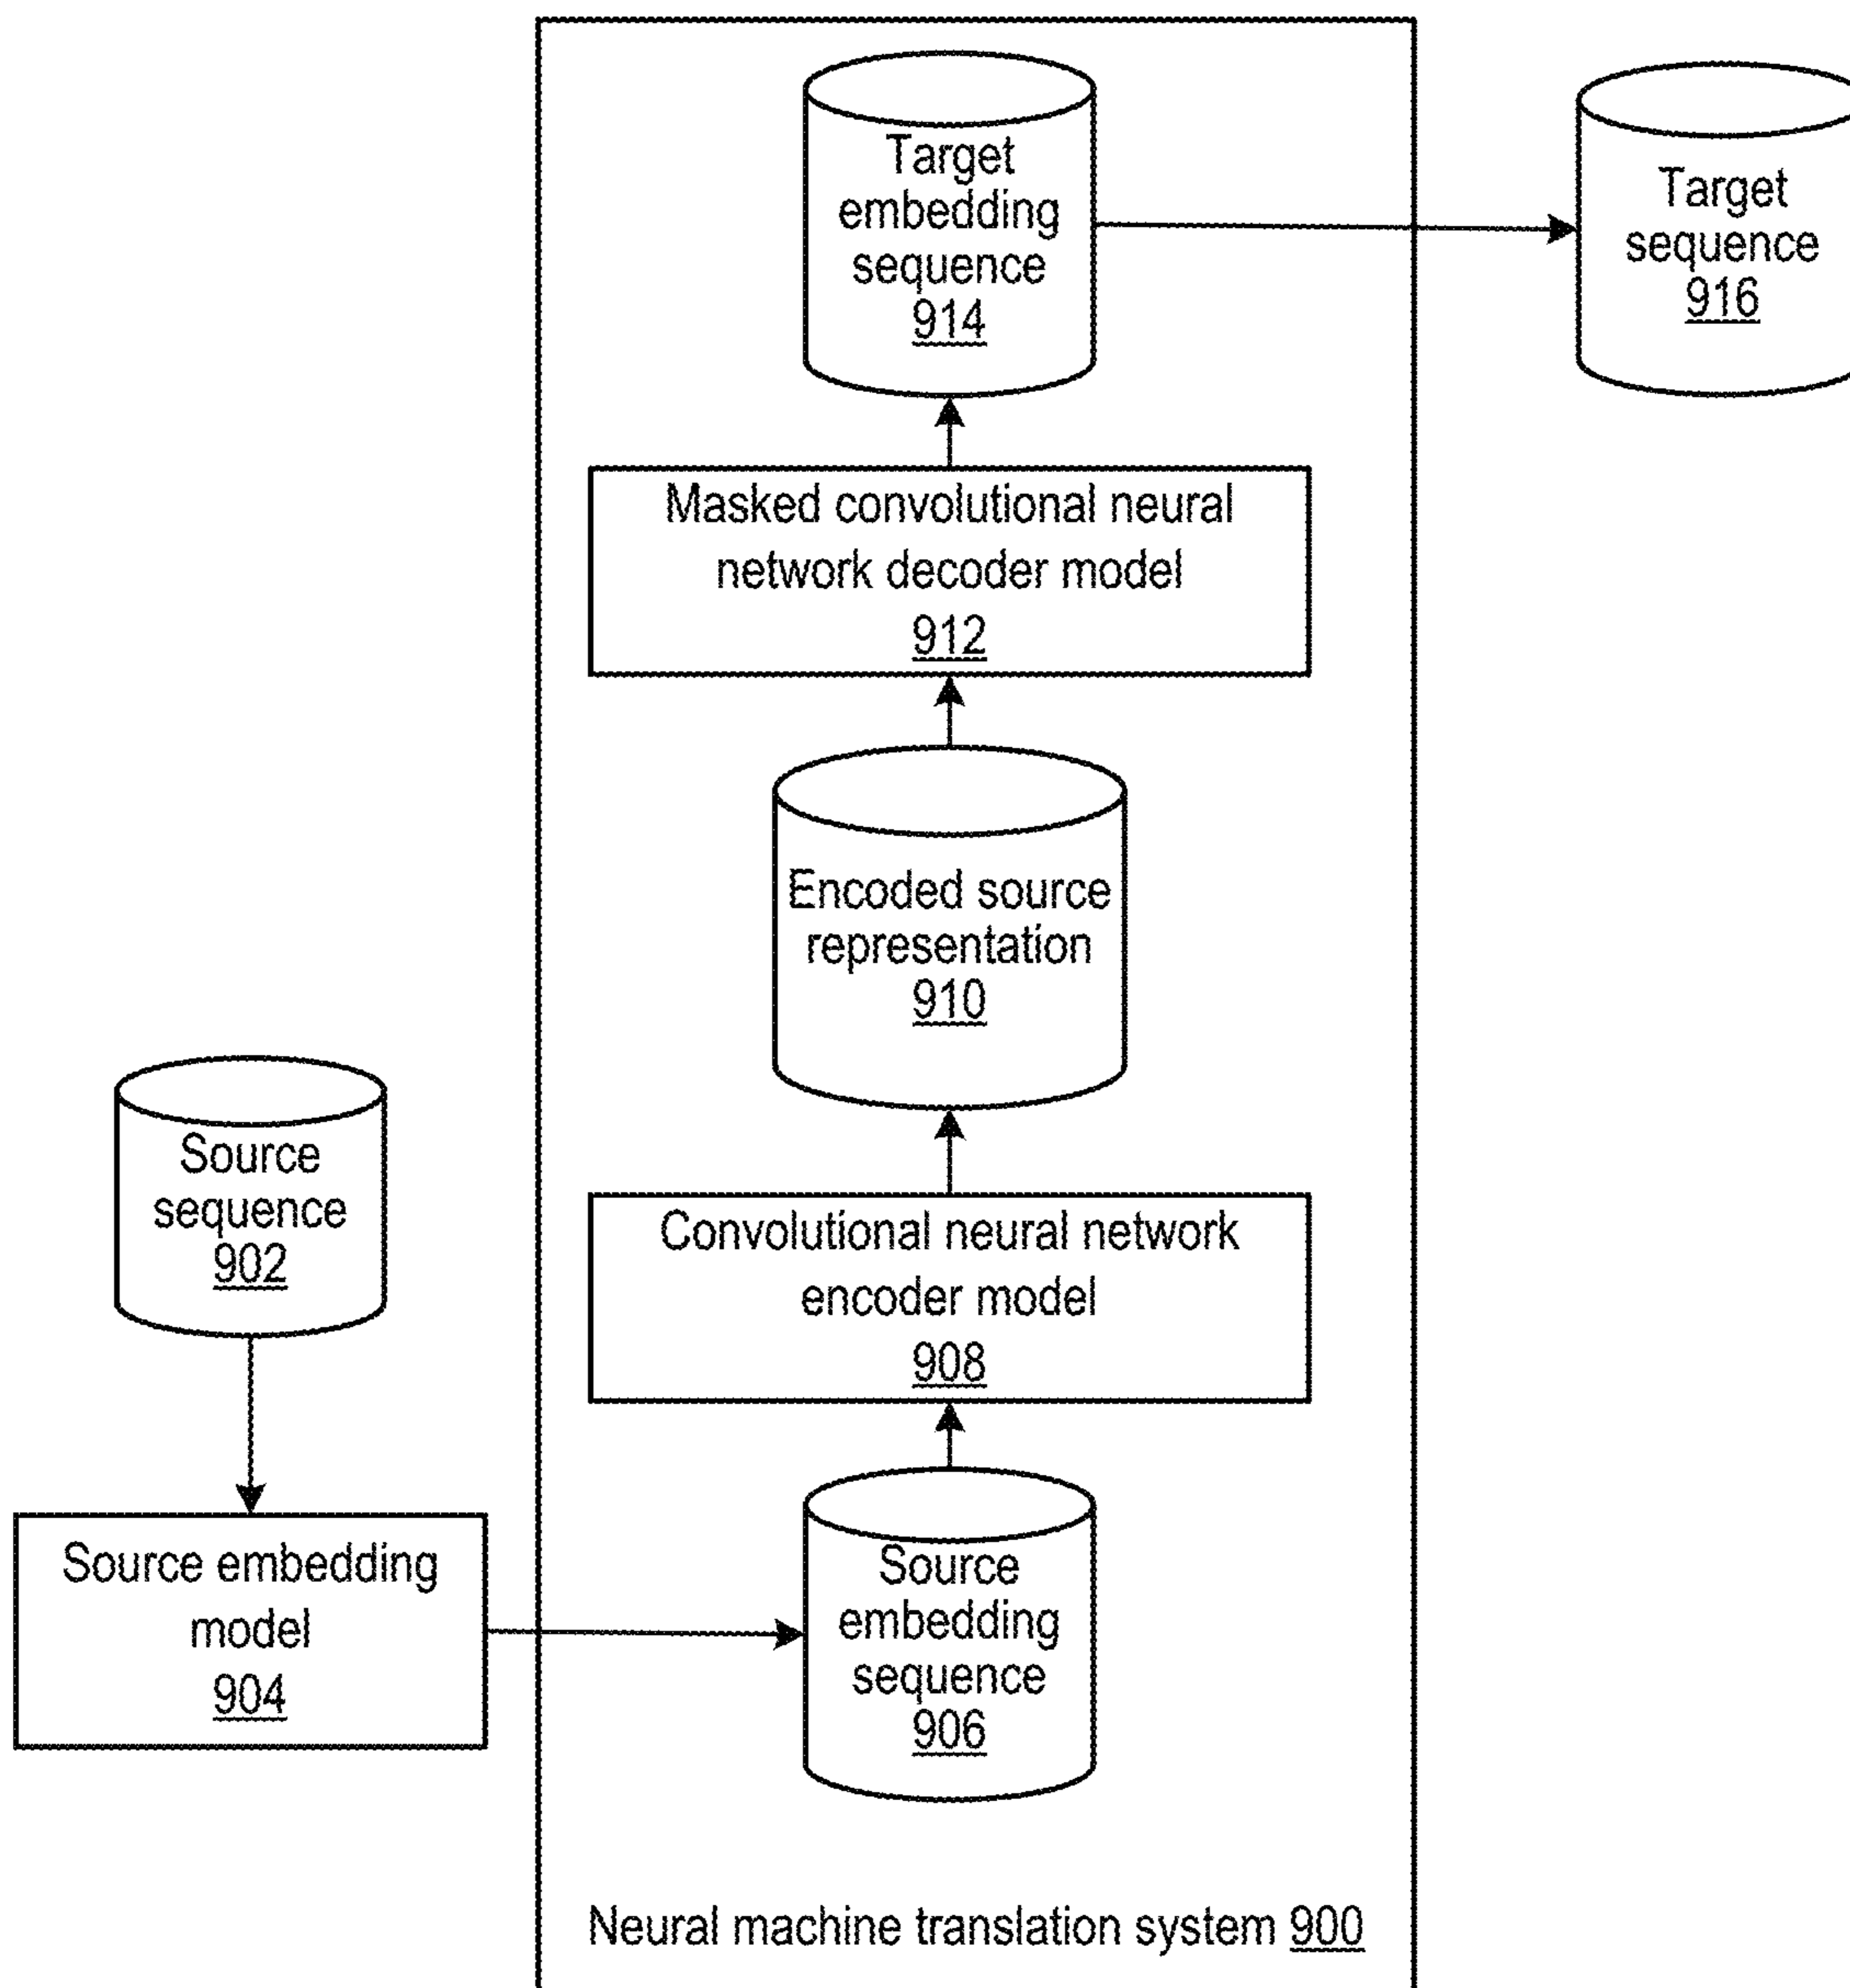 Target
embedding
sequence
914
Target
sequence
916
Masked convolutional neural
network decoder model
912
Encoded source
representation
910
Source
sequence
902
Convolutional neural network
encoder model
908
Source embedding
model
904
Source
embedding
sequence
906
Neural machine translation system 900